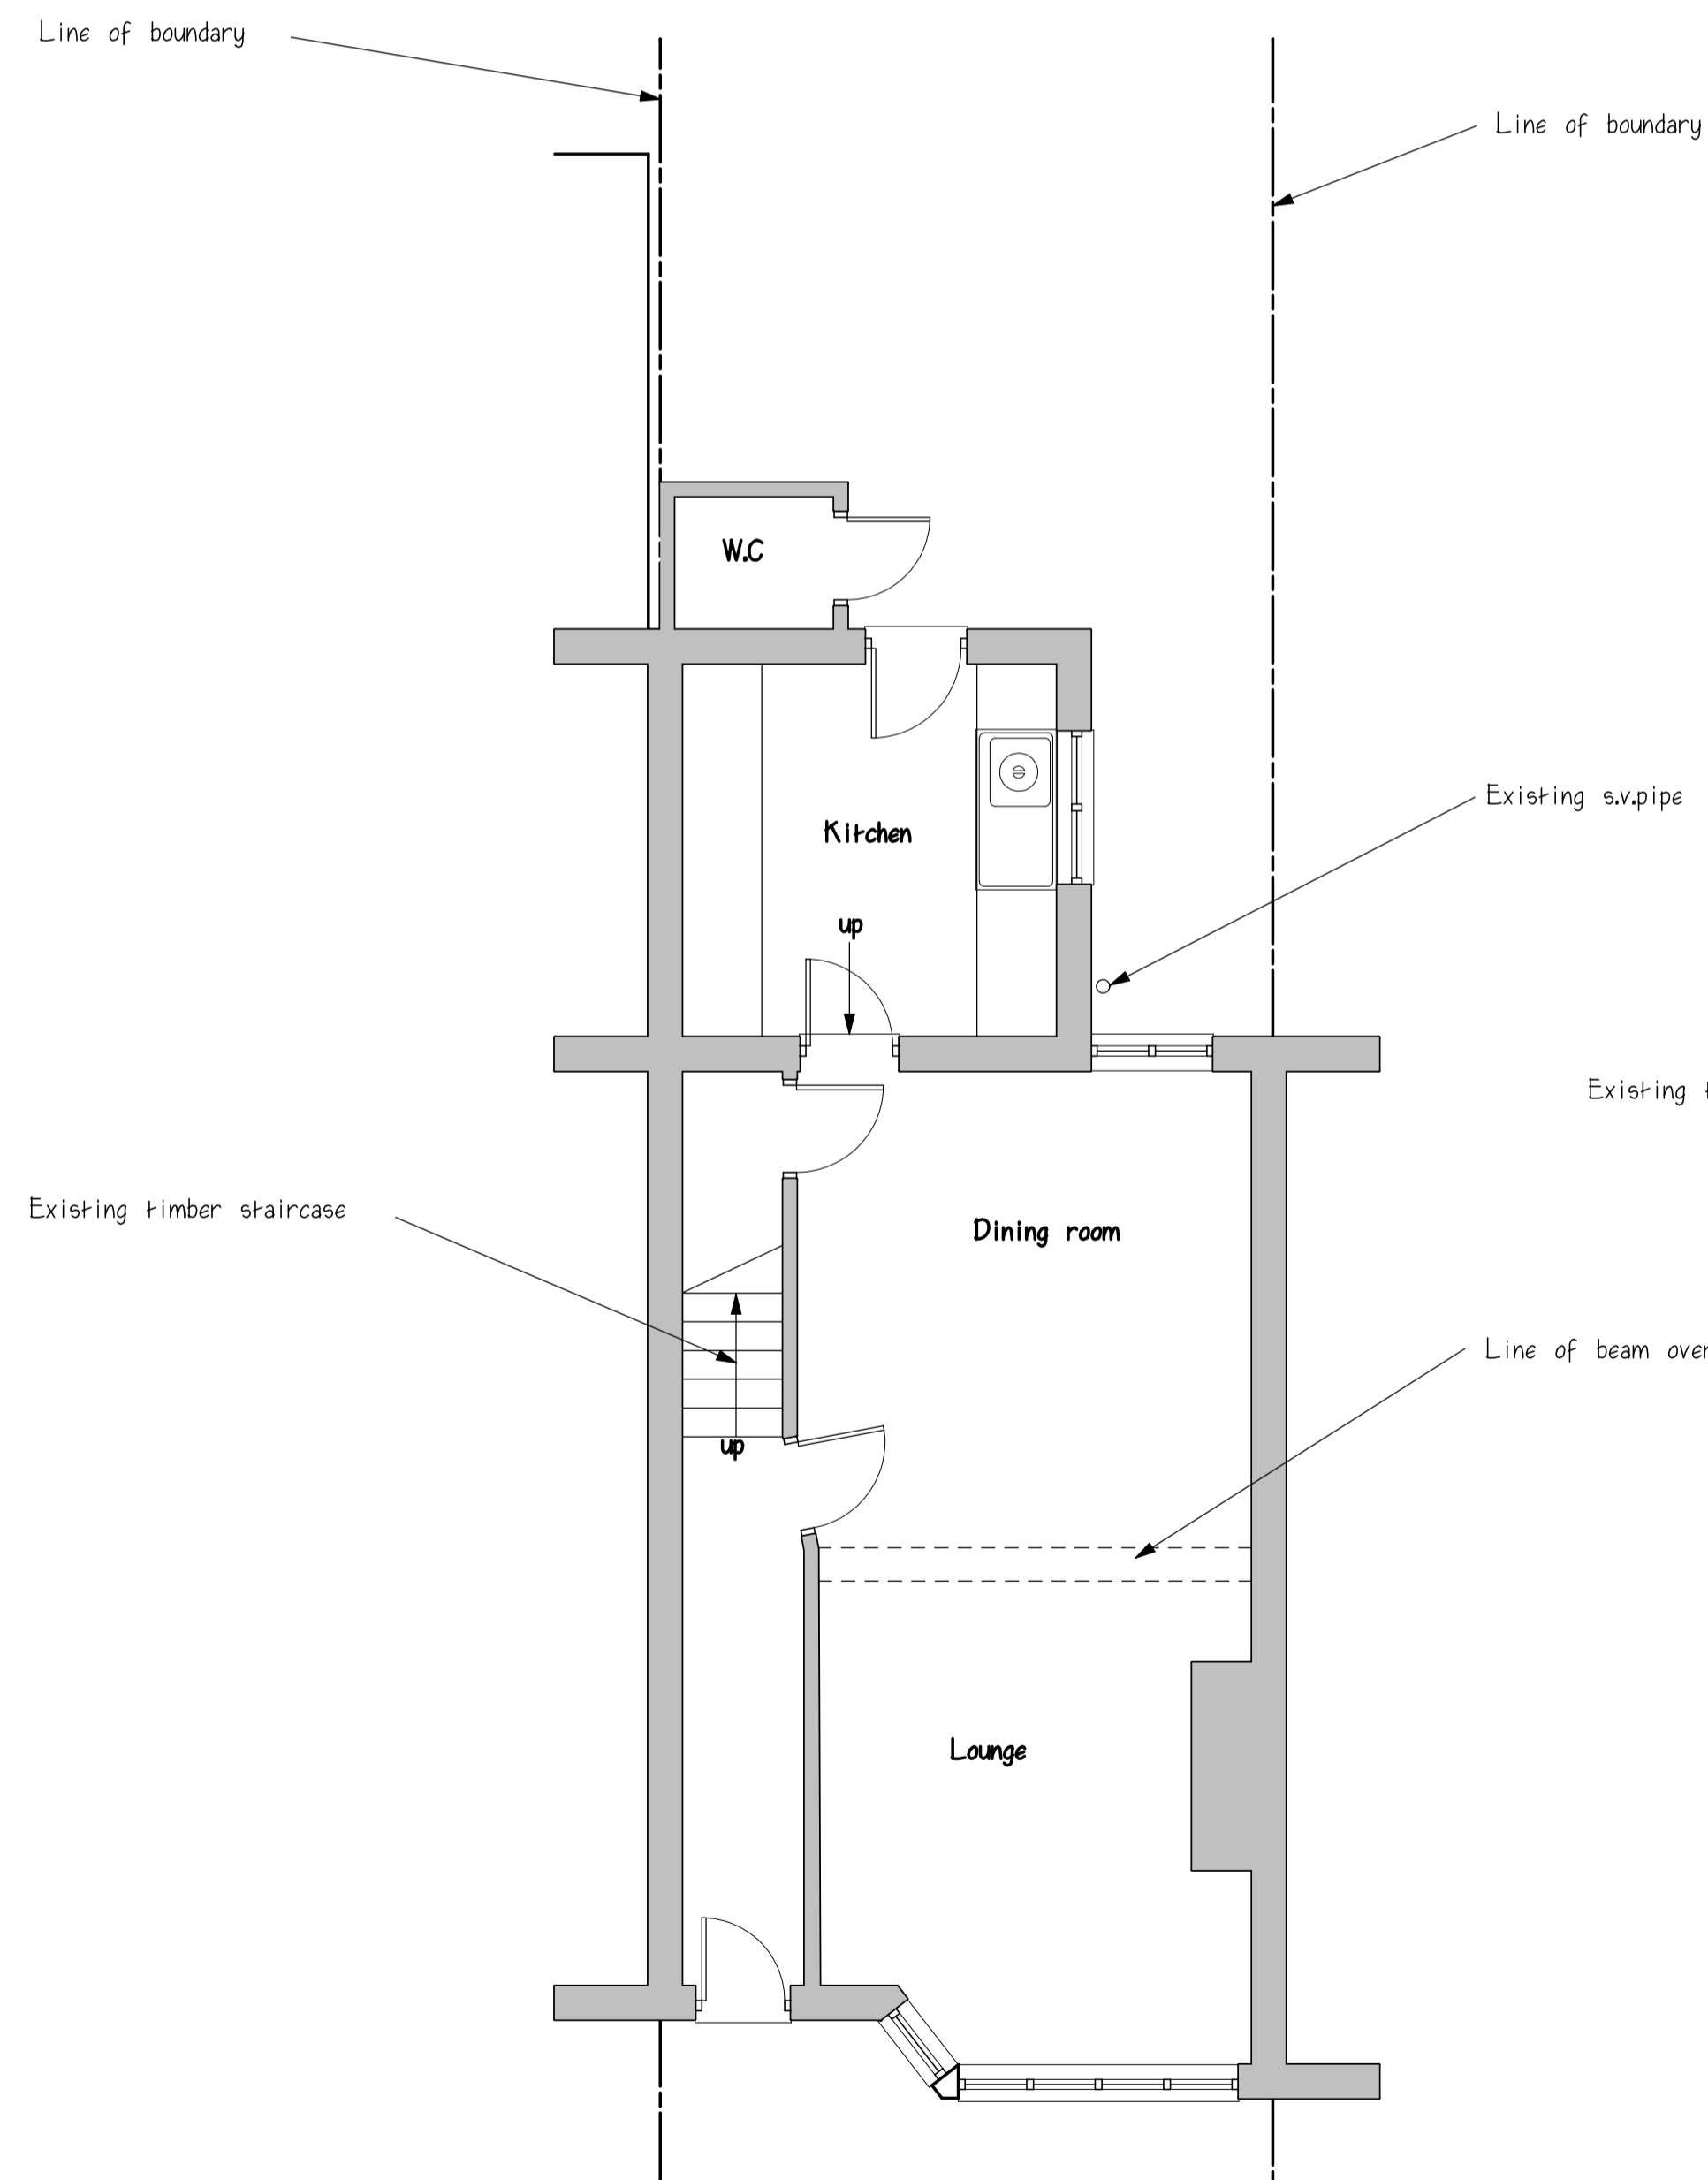 Line of boundary
Line of boundary
W.C
Existing s.v.pipe
Kitchen
up
Existing
Existing timber staircase
Dining room
Line of beam over
up
Lounge